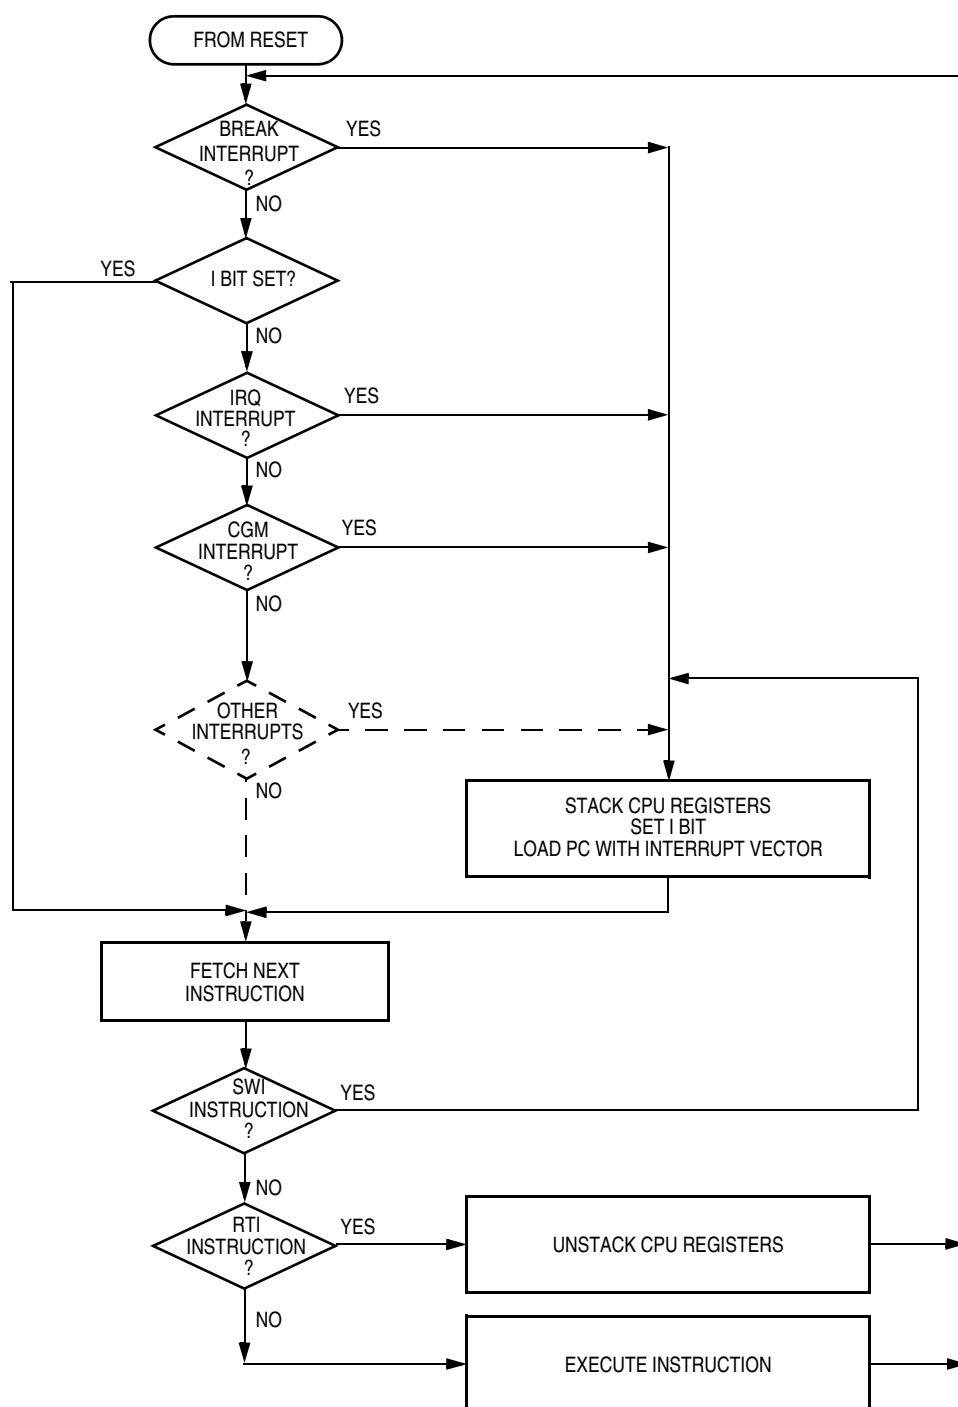 FROM RESET
BREAK
INTERRUPT
?
YES
NO
YES
I BIT SET?
NO
IRQ
INTERRUPT
?
YES
NO
CGM
INTERRUPT
?
YES
NO
OTHER
INTERRUPTS
?
YES
NO
STACK CPU REGISTERS
SET I BIT
LOAD PC WITH INTERRUPT VECTOR
FETCH NEXT
INSTRUCTION
SWI
INSTRUCTION
?
YES
NO
RTI
INSTRUCTION
?
YES
UNSTACK CPU REGISTERS
NO
EXECUTE INSTRUCTION